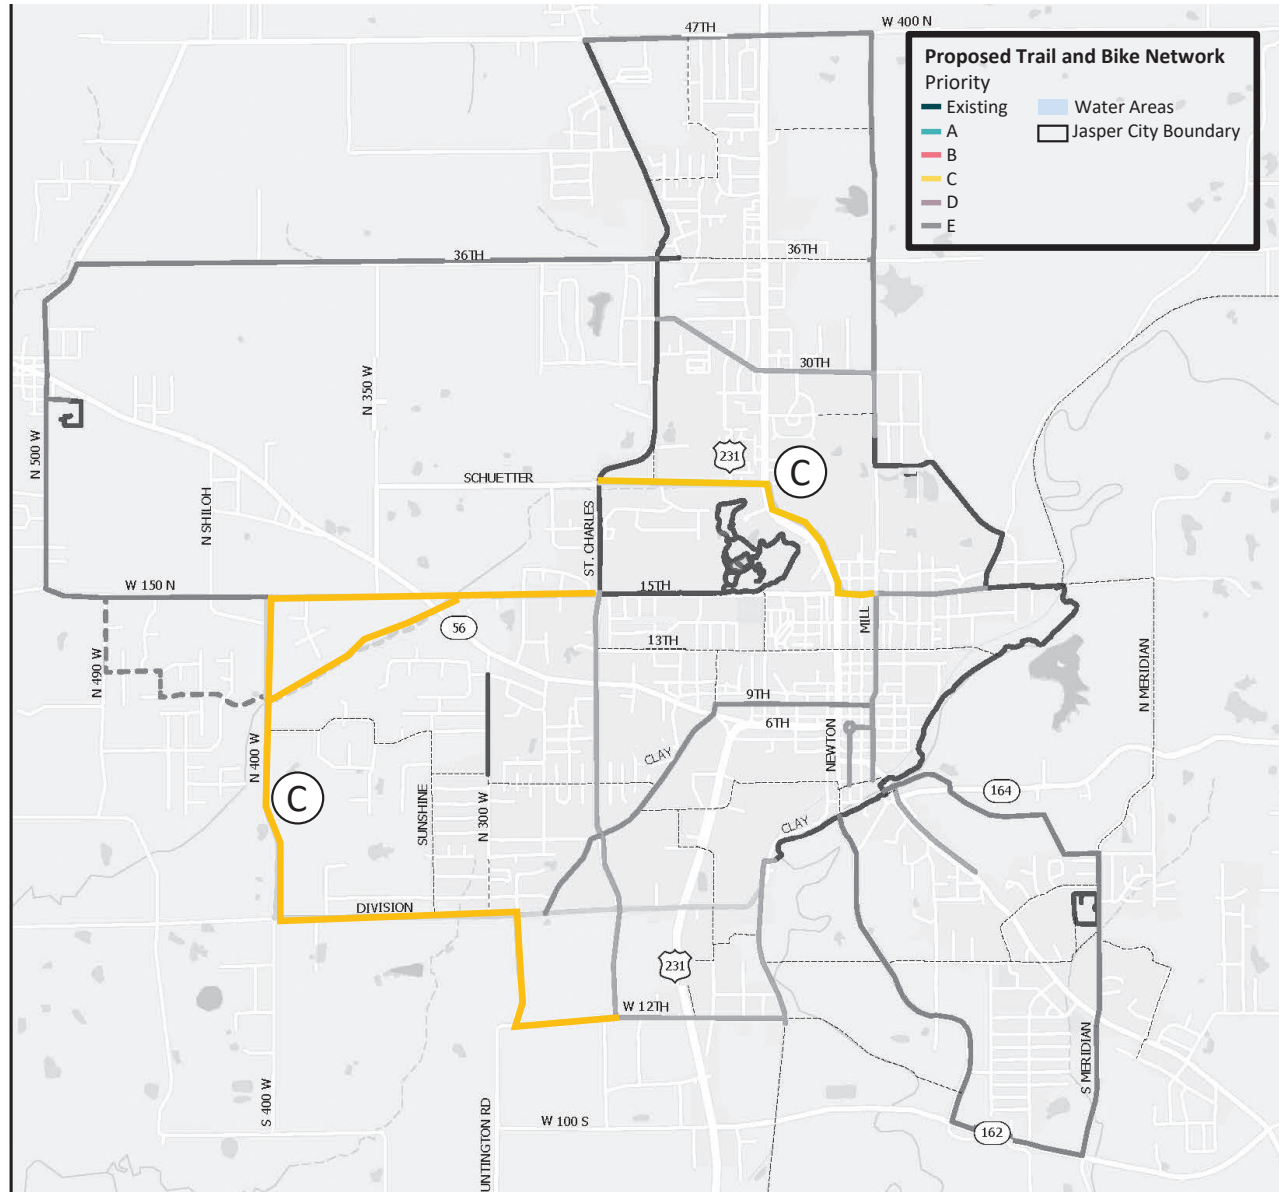 47TH
W 400 N
Proposed Trail and Bike Network
Priority
Existing
A
B
C
D
E
Water Areas
Jasper City Boundary
36TH
36TH
30TH
N 350 W
N 500 W
231
C
SCHUETTER
N SHILOH
ST. CHARLES
W 150 N
15TH
56
13TH
MILL
N 490 W
N MERIDIAN
9TH
6TH
N 400 W
CLAY
NEWTON
C
SUNSHINE
N 300 W
164
CLAY
DIVISION
231
W 12TH
S MERIDIAN
S 400 W
UNTINGTON RD
W 100 S
162